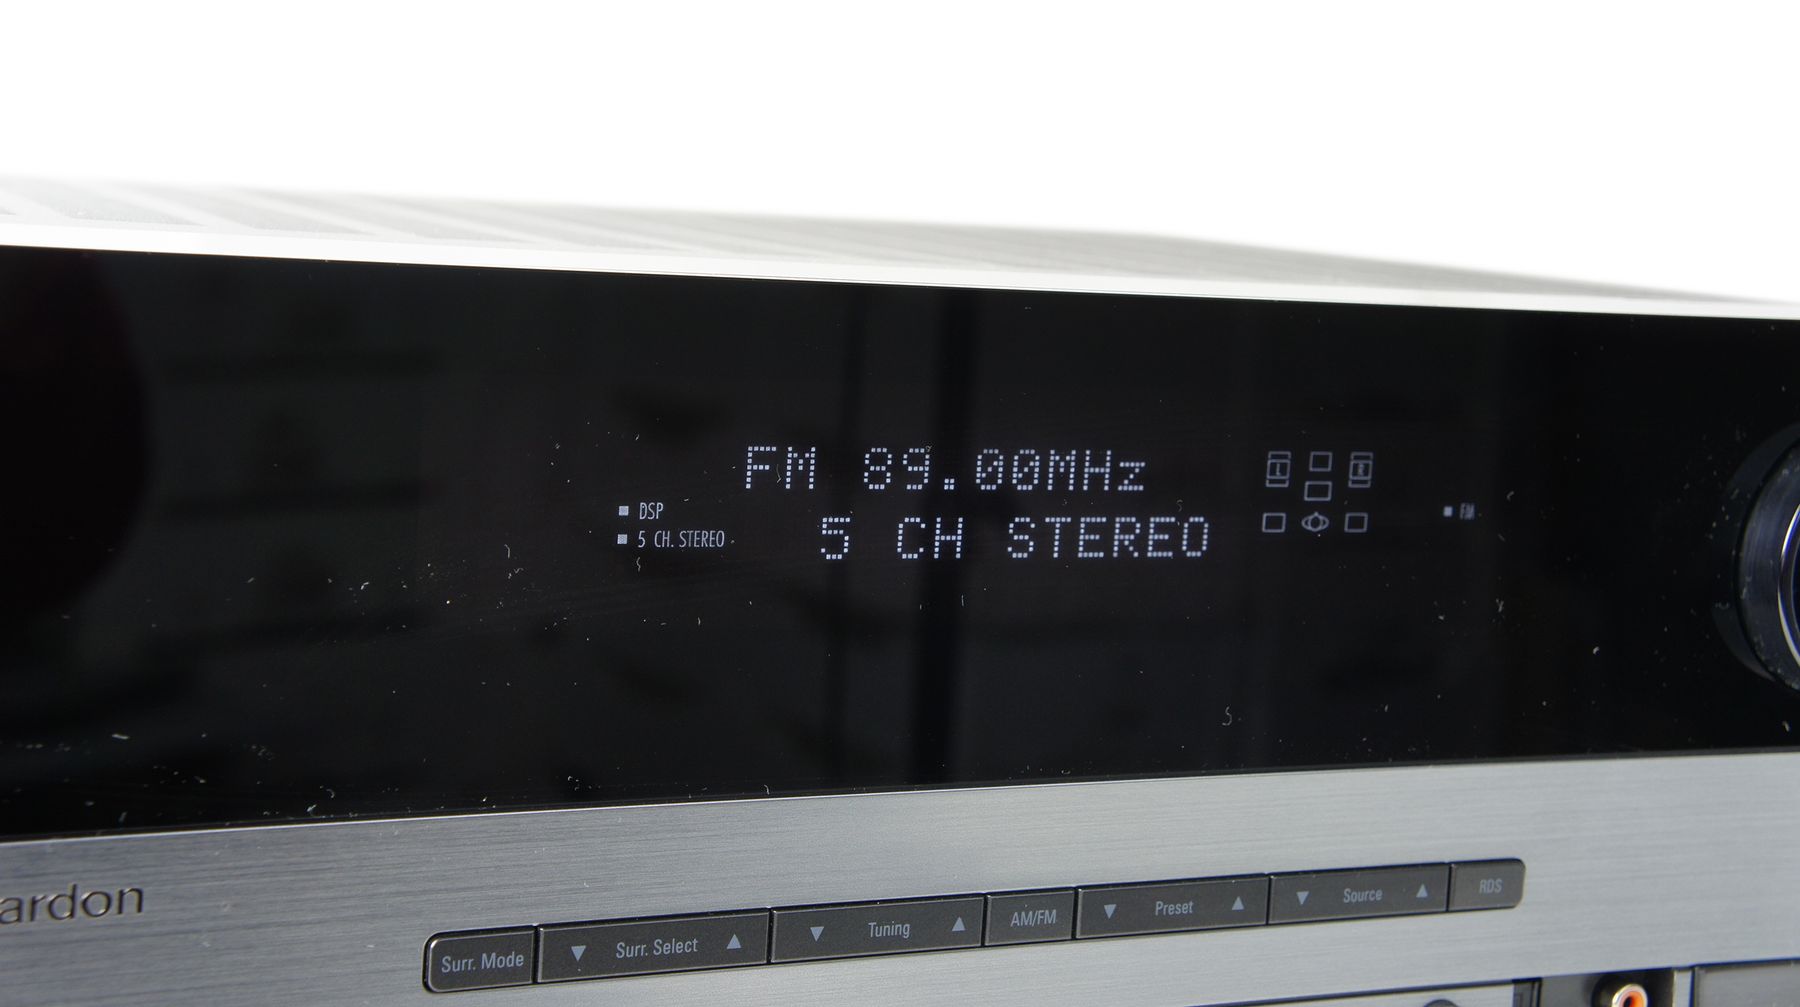 FM 89.00MHz
DSP
5 CH. STEREO
5 CH STEREO
L
R
FM
ardon
Surr. Mode
▼ Surr. Select ▲
▼ Tuning ▲
AM/FM
▼ Preset ▲
▼ Source ▲
RDS